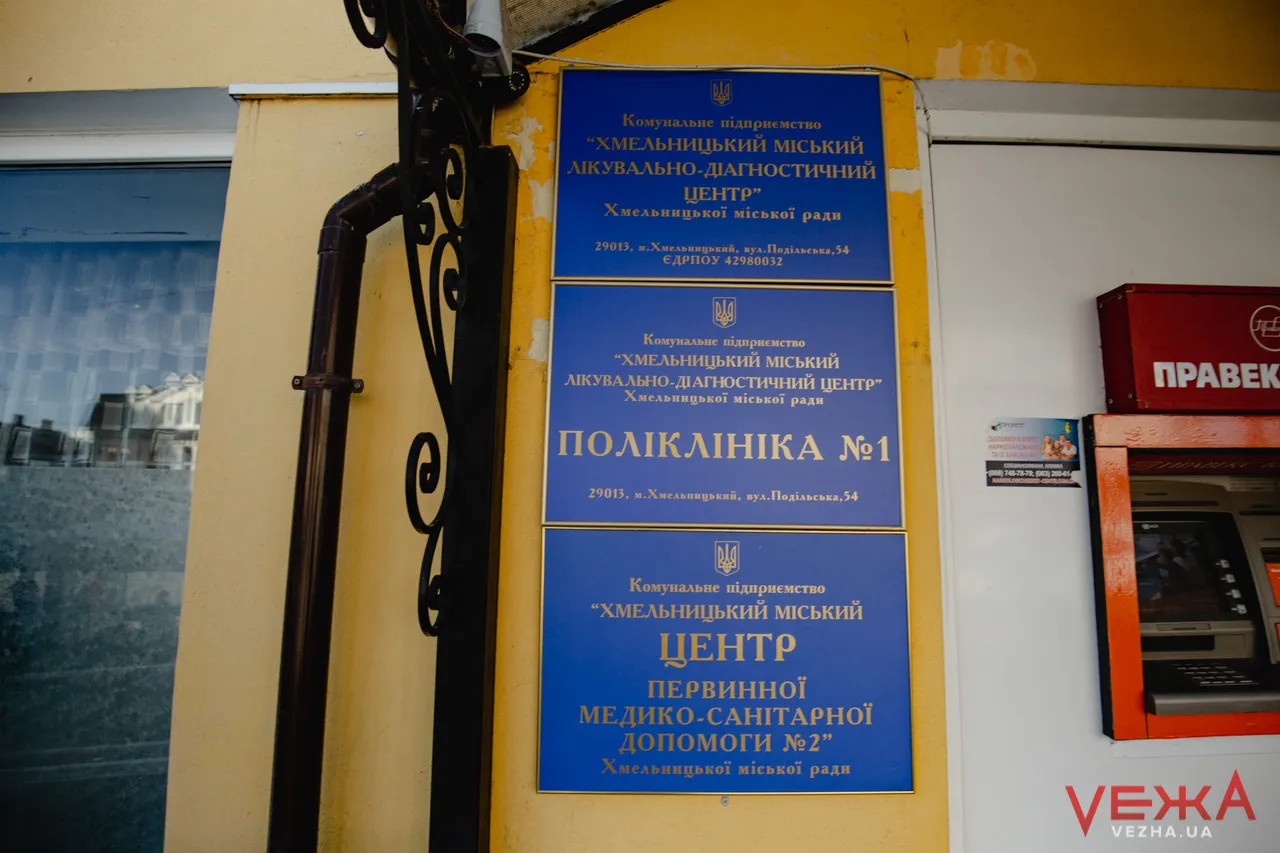 Комунальне підприємство
“ХМЕЛЬНИЦЬКИЙ МІСЬКИЙ
ЛІКУВАЛЬНО-ДІАГНОСТИЧНИЙ
ЦЕНТР”
Хмельницької міської ради
29013, м.Хмельницький, вул.Подільська,54
ЄДРПОУ 42980032
Комунальне підприємство
“ХМЕЛЬНИЦЬКИЙ МІСЬКИЙ
ЛІКУВАЛЬНО-ДІАГНОСТИЧНИЙ ЦЕНТР”
Хмельницької міської ради
ПОЛІКЛІНІКА №1
29013, м.Хмельницький, вул.Подільська,54
Комунальне підприємство
“ХМЕЛЬНИЦЬКИЙ МІСЬКИЙ
ЦЕНТР
ПЕРВИННОЇ
МЕДИКО-САНІТАРНОЇ
ДОПОМОГИ №2”
Хмельницької міської ради
ПРАВЕК
VЕЖА
VEZHA.UA